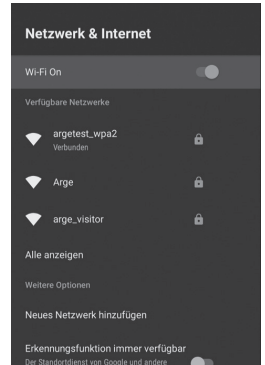 Netzwerk & Internet
Wi-Fi On
Verfügbare Netzwerke
argetest_wpa2
Verbunden
Arge
arge_visitor
Alle anzeigen
Weitere Optionen
Neues Netzwerk hinzufügen
Erkennungsfunktion immer verfügbar
Der Standortdienst von Google und andere